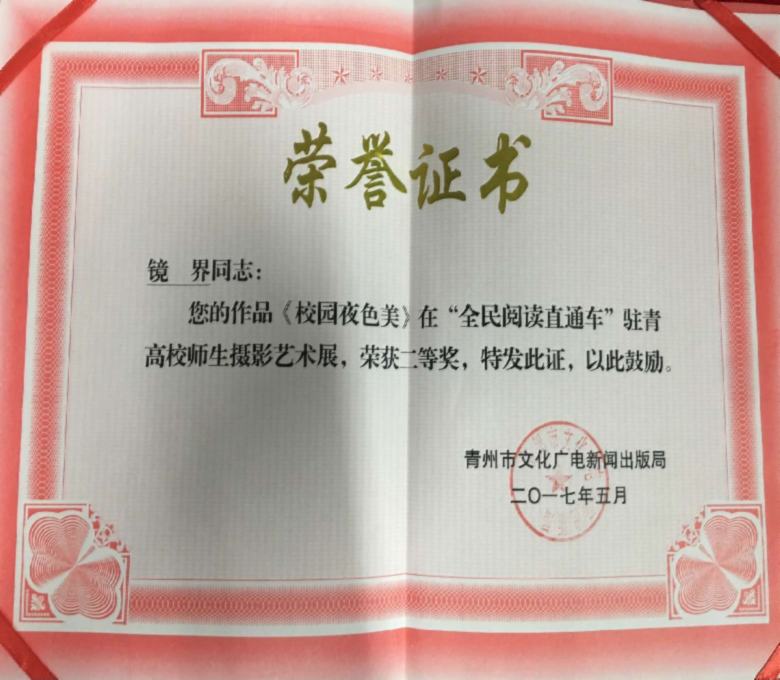 荣誉证书
镜 界同志：
您的作品《校园夜色美》在“全民阅读直通车”驻青
高校师生摄影艺术展，荣获二等奖，特发此证，以此鼓励。
青州市文化广电新闻出版局
二〇一七年五月